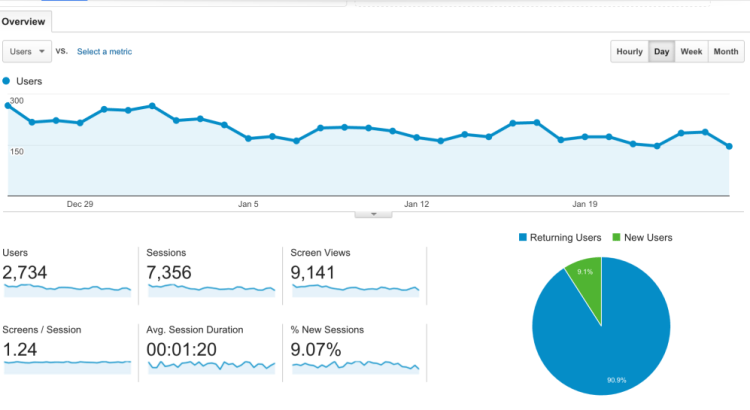 Overview
Users vs. Select a metric Hourly Day Week Month
Users
300
150
Dec 29 Jan 5 Jan 12 Jan 19
Returning Users New Users
Users Sessions Screen Views
2,734 7,356 9,141
9.1%
Screens / Session Avg. Session Duration % New Sessions
1.24 00:01:20 9.07%
90.9%